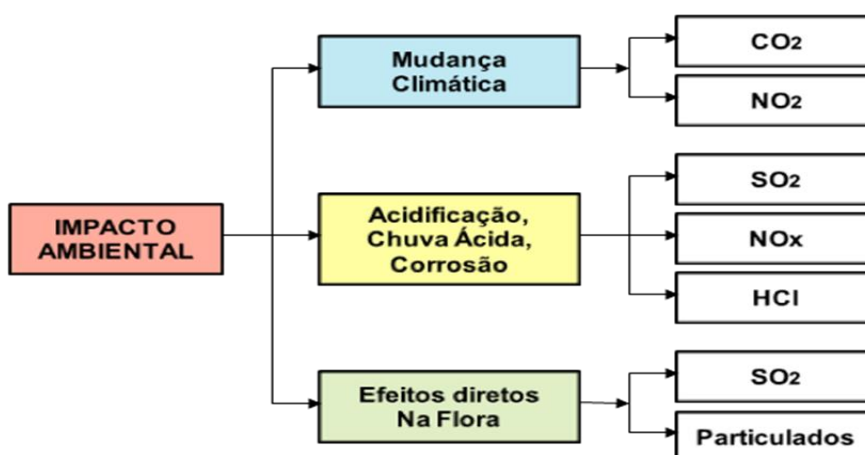 IMPACTO
AMBIENTAL
Mudança
Climática
CO2
NO2
Acidificação,
Chuva Ácida,
Corrosão
SO2
NOx
HCl
Efeitos diretos
Na Flora
SO2
Particulados